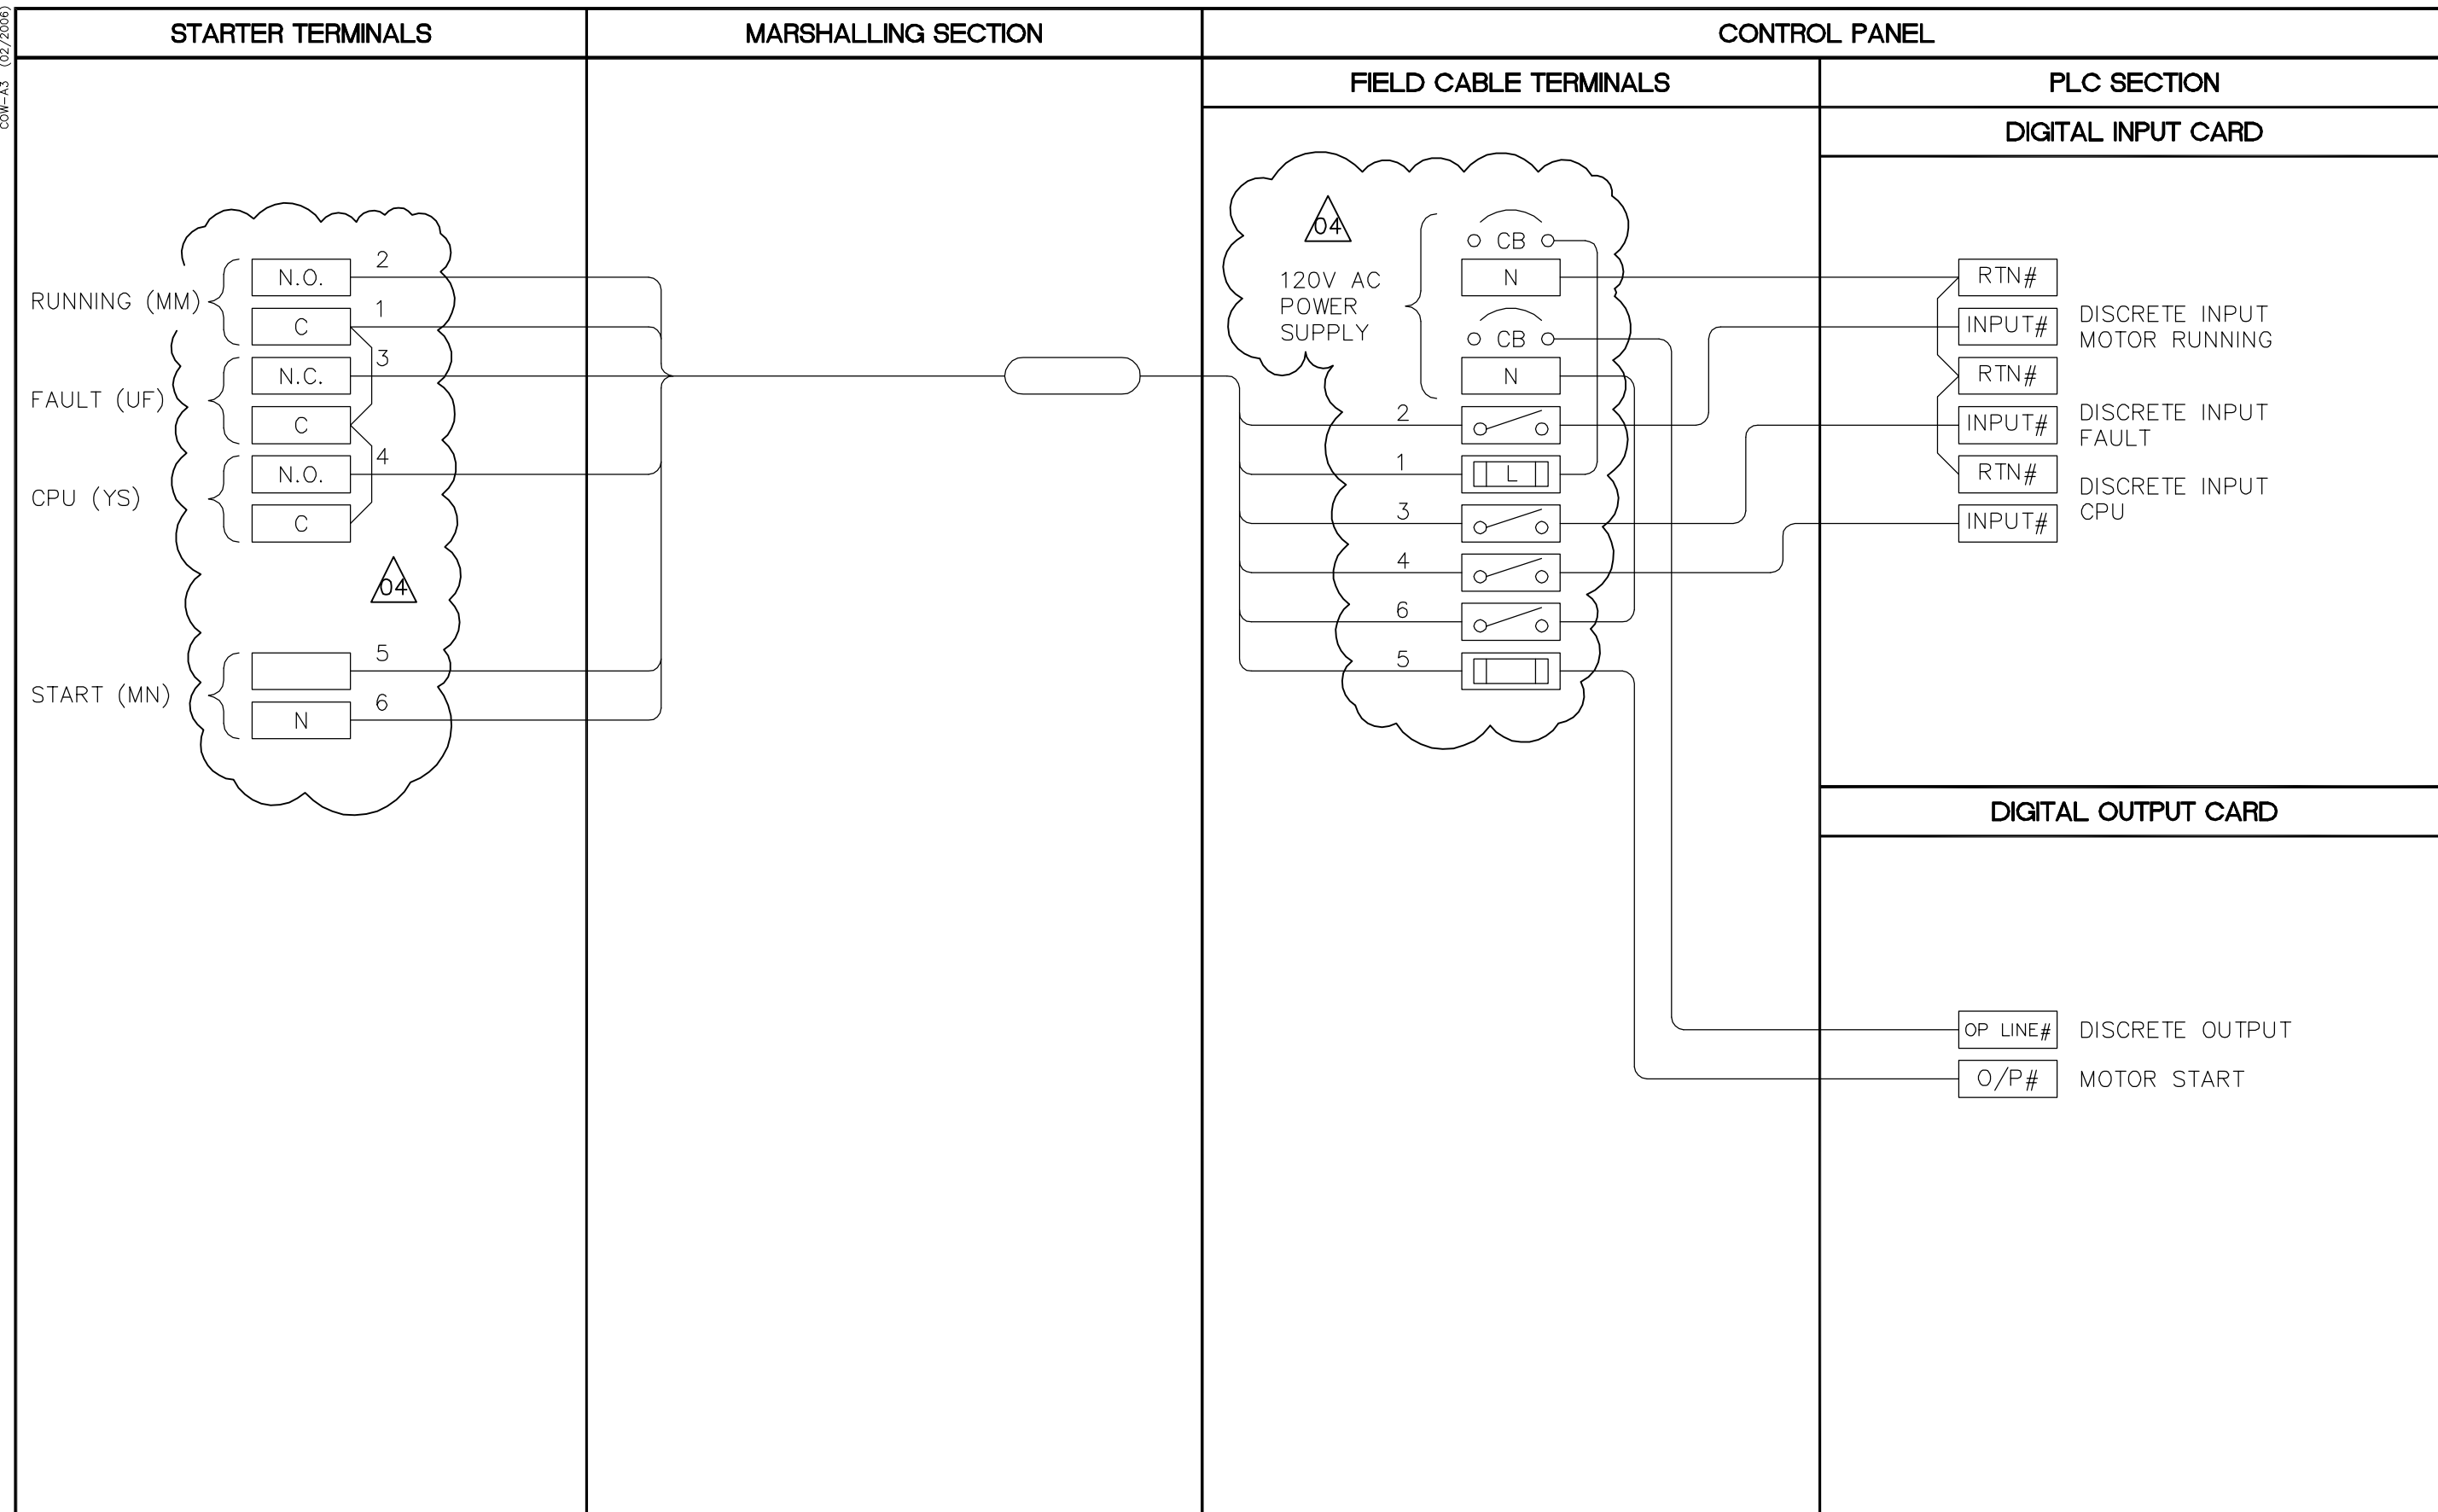 COW-A3 (02/2006)
STARTER TERMINALS
MARSHALLING SECTION
CONTROL PANEL
FIELD CABLE TERMINALS
PLC SECTION
DIGITAL INPUT CARD
RUNNING (MM)
N.O.
2
C
1
FAULT (UF)
N.C.
3
C
CPU (YS)
N.O.
4
C
04
START (MN)
5
N
6
04
120V AC
POWER
SUPPLY
CB
N
CB
N
2
1
L
3
4
6
5
RTN#
INPUT#
DISCRETE INPUT
MOTOR RUNNING
RTN#
INPUT#
DISCRETE INPUT
FAULT
RTN#
INPUT#
DISCRETE INPUT
CPU
DIGITAL OUTPUT CARD
OP LINE#
DISCRETE OUTPUT
O/P#
MOTOR START